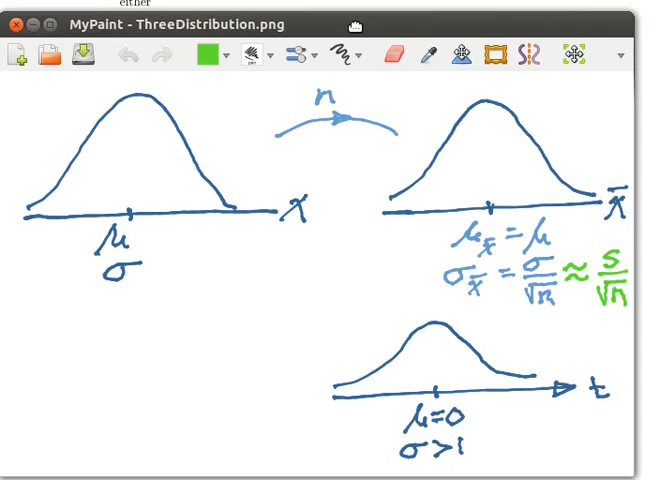 either
MyPaint - ThreeDistribution.png
n
x
x̄
μ
σ
μx̄ = μ
σx̄ = σ/√n ≈ s/√n
t
μ=0
σ>1